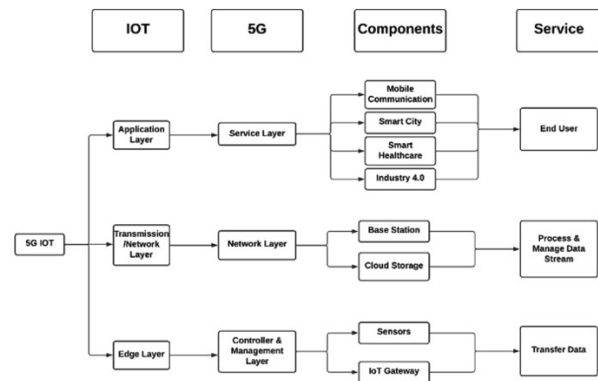 IOT
5G
Components
Service
Mobile
Communication
Smart City
Smart
Healthcare
Industry 4.0
Application
Layer
Service Layer
End User
5G IOT
Transmission
/Network
Layer
Network Layer
Base Station
Cloud Storage
Process &
Manage Data
Stream
Edge Layer
Controller &
Management
Layer
Sensors
IoT Gateway
Transfer Data